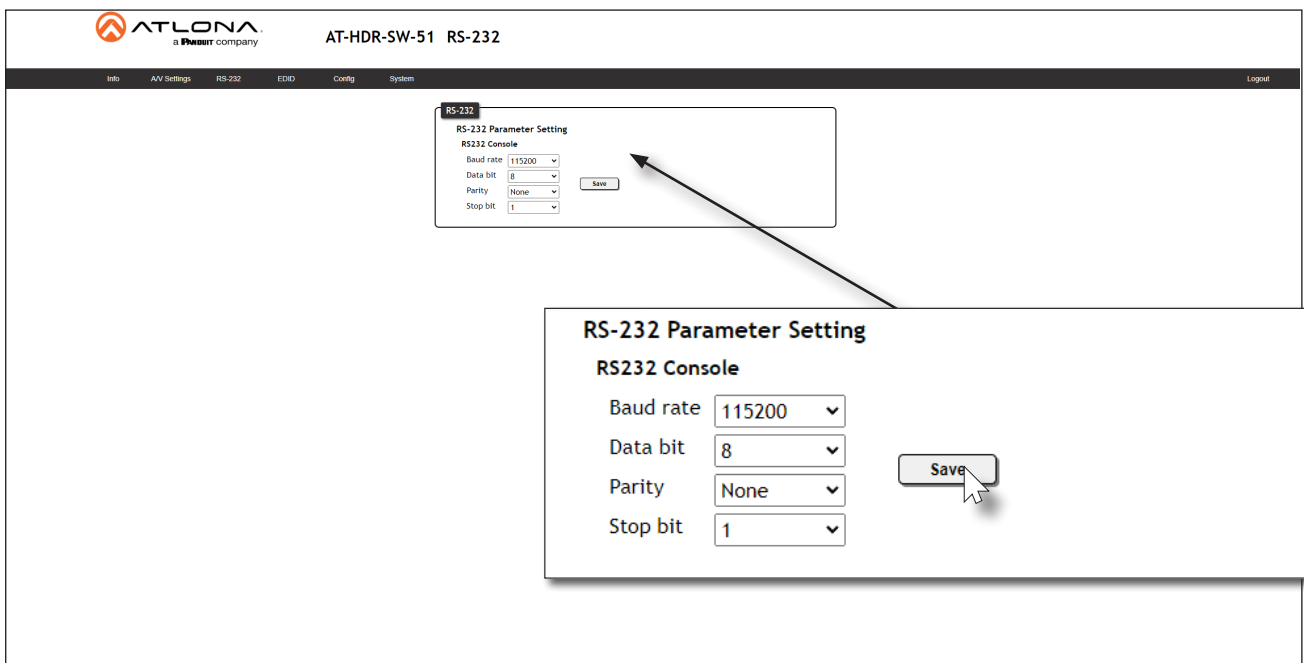 ATLONA.
a PANDUIT company
AT-HDR-SW-51 RS-232
Info A/V Settings RS-232 EDID Config System Logout
RS-232
RS-232 Parameter Setting
RS232 Console
Baud rate 115200
Data bit 8
Save
Parity None
Stop bit 1
RS-232 Parameter Setting
RS232 Console
Baud rate 115200
Data bit 8
Save
Parity None
Stop bit 1